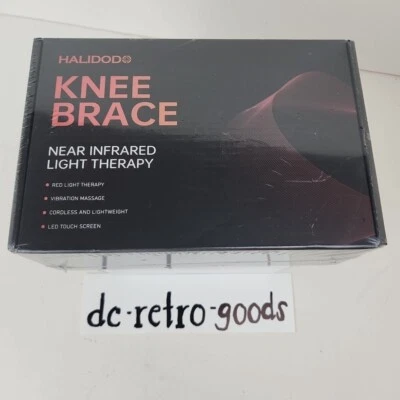 HALIDODO
KNEE
BRACE
NEAR INFRARED
LIGHT THERAPY
• RED LIGHT THERAPY
• VIBRATION MASSAGE
• CORDLESS AND LIGHTWEIGHT
• LED TOUCH SCREEN
dc-retro-goods